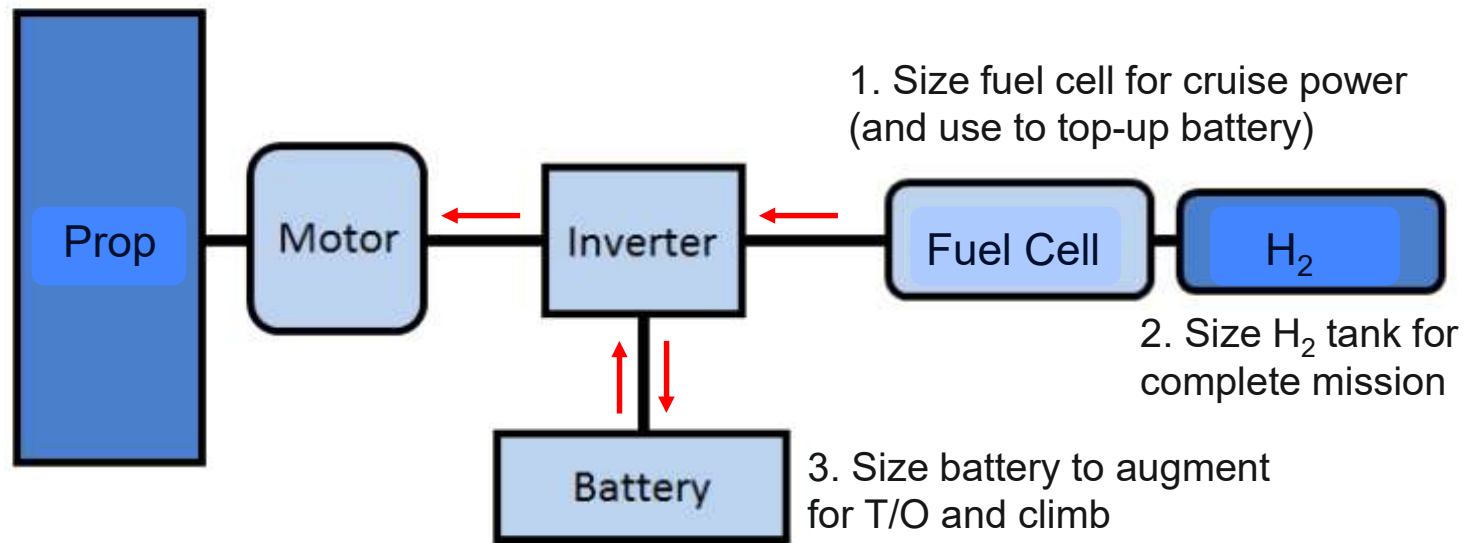 1. Size fuel cell for cruise power
(and use to top-up battery)
Prop
Motor
Inverter
Fuel Cell
H₂
2. Size H₂ tank for
complete mission
Battery
3. Size battery to augment
for T/O and climb